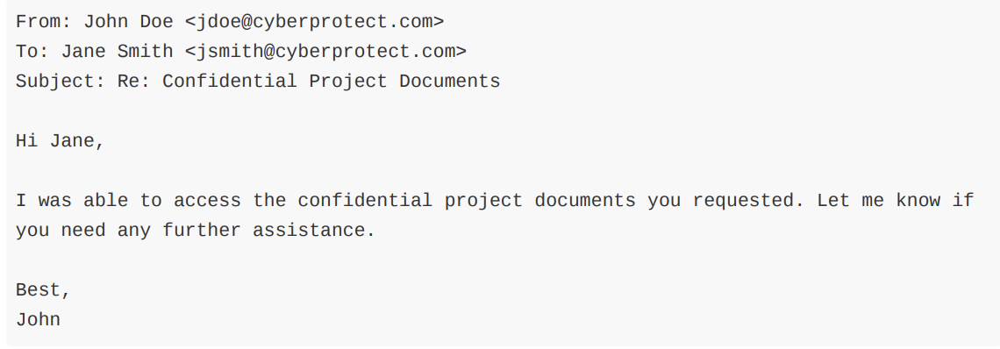 From: John Doe <jdoe@cyberprotect.com>
To: Jane Smith <jsmith@cyberprotect.com>
Subject: Re: Confidential Project Documents
Hi Jane,
I was able to access the confidential project documents you requested. Let me know if
you need any further assistance.
Best,
John